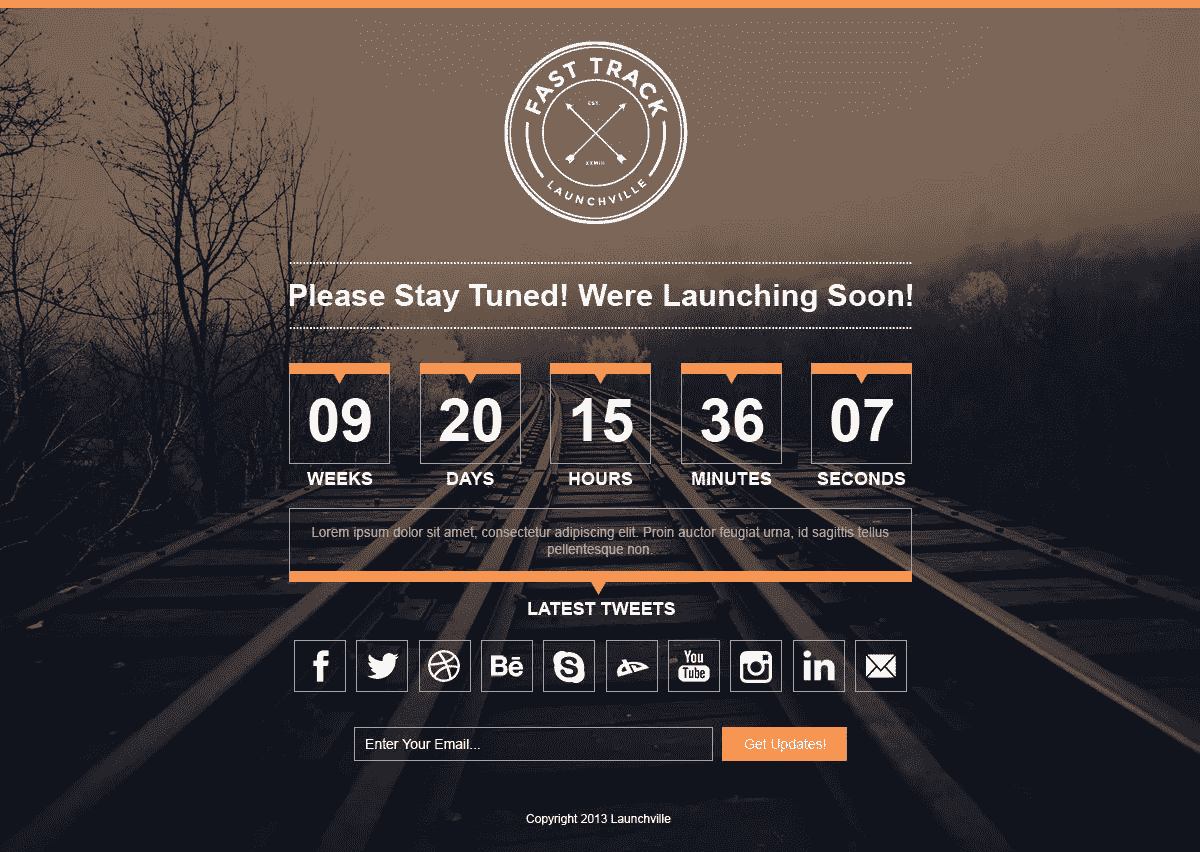 FAST TRACK
EST.
LAUNCHVILLE
Please Stay Tuned! Were Launching Soon!
09 20 15 36 07
WEEKS DAYS HOURS MINUTES SECONDS
Lorem ipsum dolor sit amet, consectetur adipiscing elit. Proin auctor feugiat urna, id sagittis tellus
pellentesque non.
LATEST TWEETS
f Bē S You Tube in
Enter Your Email... Get Updates!
Copyright 2013 Launchville